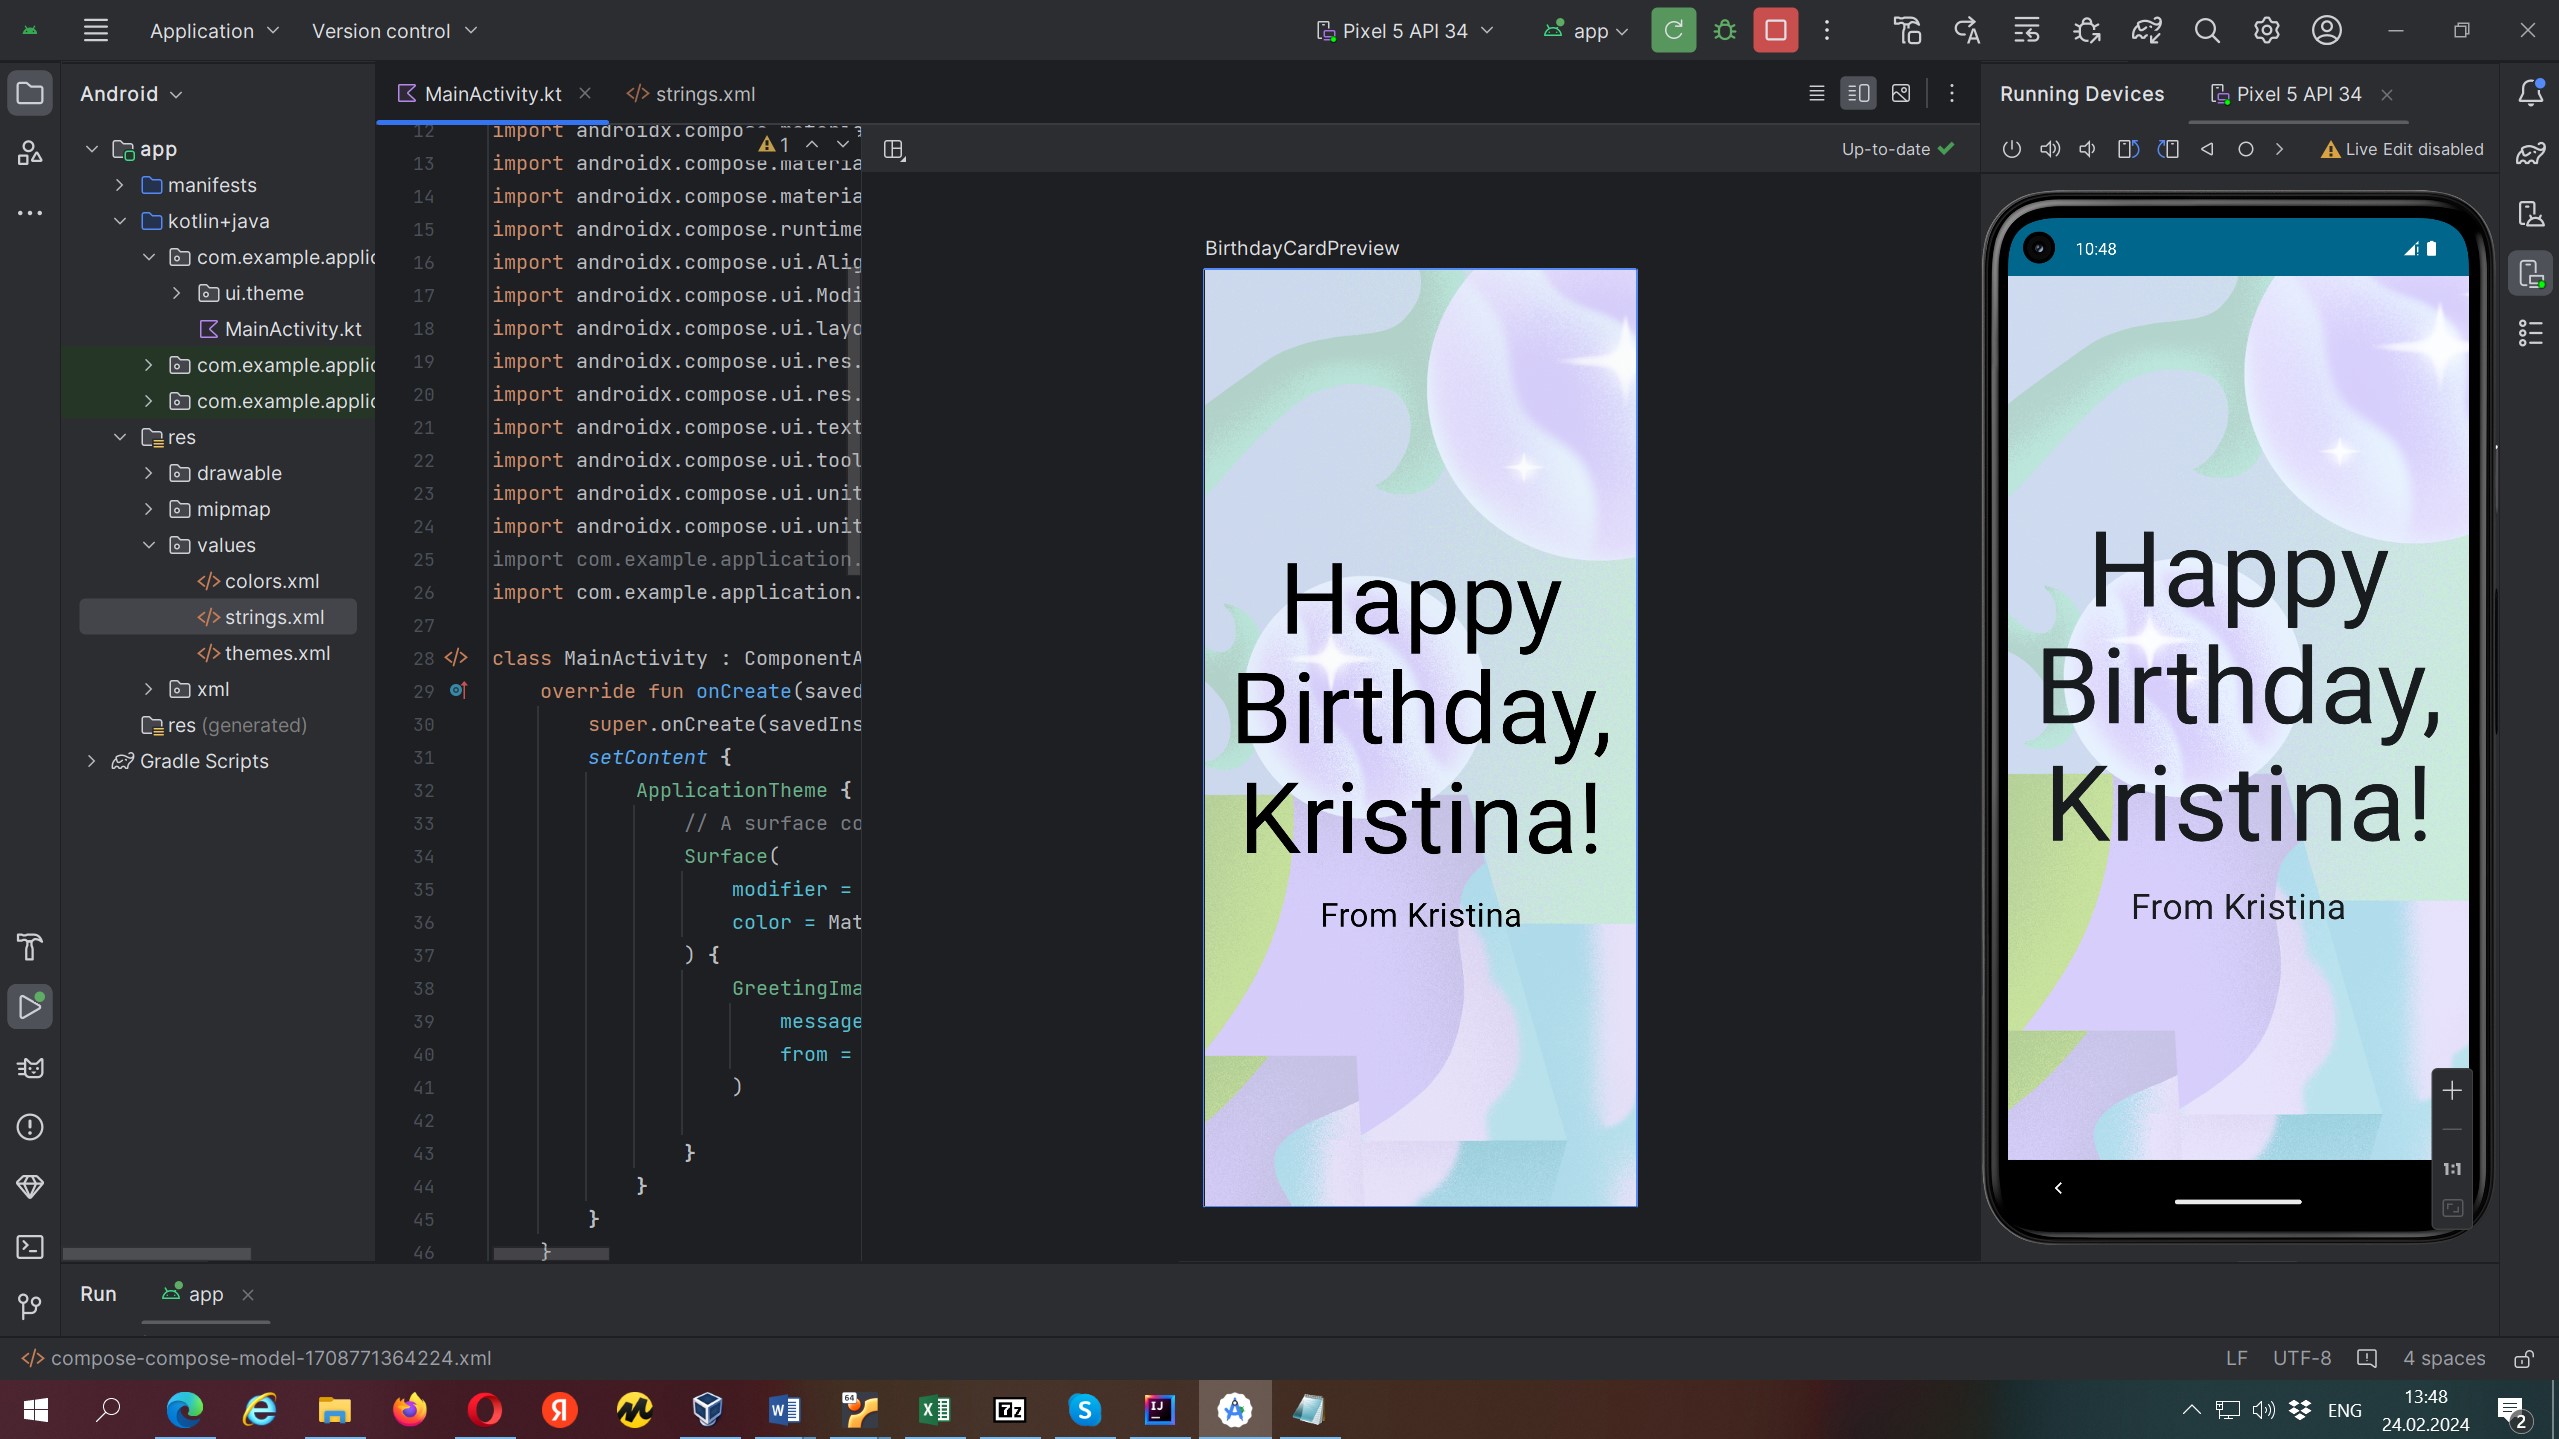 Application
Version control
Pixel 5 API 34
app
Android
app
manifests
kotlin+java
com.example.applic
ui.theme
MainActivity.kt
com.example.applic
com.example.applic
res
drawable
mipmap
values
colors.xml
strings.xml
themes.xml
xml
res (generated)
Gradle Scripts
MainActivity.kt
strings.xml
1
12 import androidx.compo
13 import androidx.compose.materia
14 import androidx.compose.materia
15 import androidx.compose.runtime
16 import androidx.compose.ui.Alig
17 import androidx.compose.ui.Modi
18 import androidx.compose.ui.layo
19 import androidx.compose.ui.res.
20 import androidx.compose.ui.res.
21 import androidx.compose.ui.text
22 import androidx.compose.ui.tool
23 import androidx.compose.ui.unit
24 import androidx.compose.ui.unit
25 import com.example.application.
26 import com.example.application.
27
28 class MainActivity : ComponentA
29 override fun onCreate(saved
30 super.onCreate(savedIns
31 setContent {
32 ApplicationTheme {
33 // A surface co
34 Surface(
35 modifier =
36 color = Mat
37 ) {
38 GreetingIma
39 message
40 from =
41 )
42
43 }
44 }
45 }
46 }
Up-to-date
BirthdayCardPreview
Happy
Birthday,
Kristina!
From Kristina
Running Devices
Pixel 5 API 34
Live Edit disabled
10:48
Happy
Birthday,
Kristina!
From Kristina
1:1
Run
app
compose-compose-model-1708771364224.xml
LF
UTF-8
4 spaces
Я
W
64
X
7z
S
IJ
ENG
13:48
24.02.2024
2